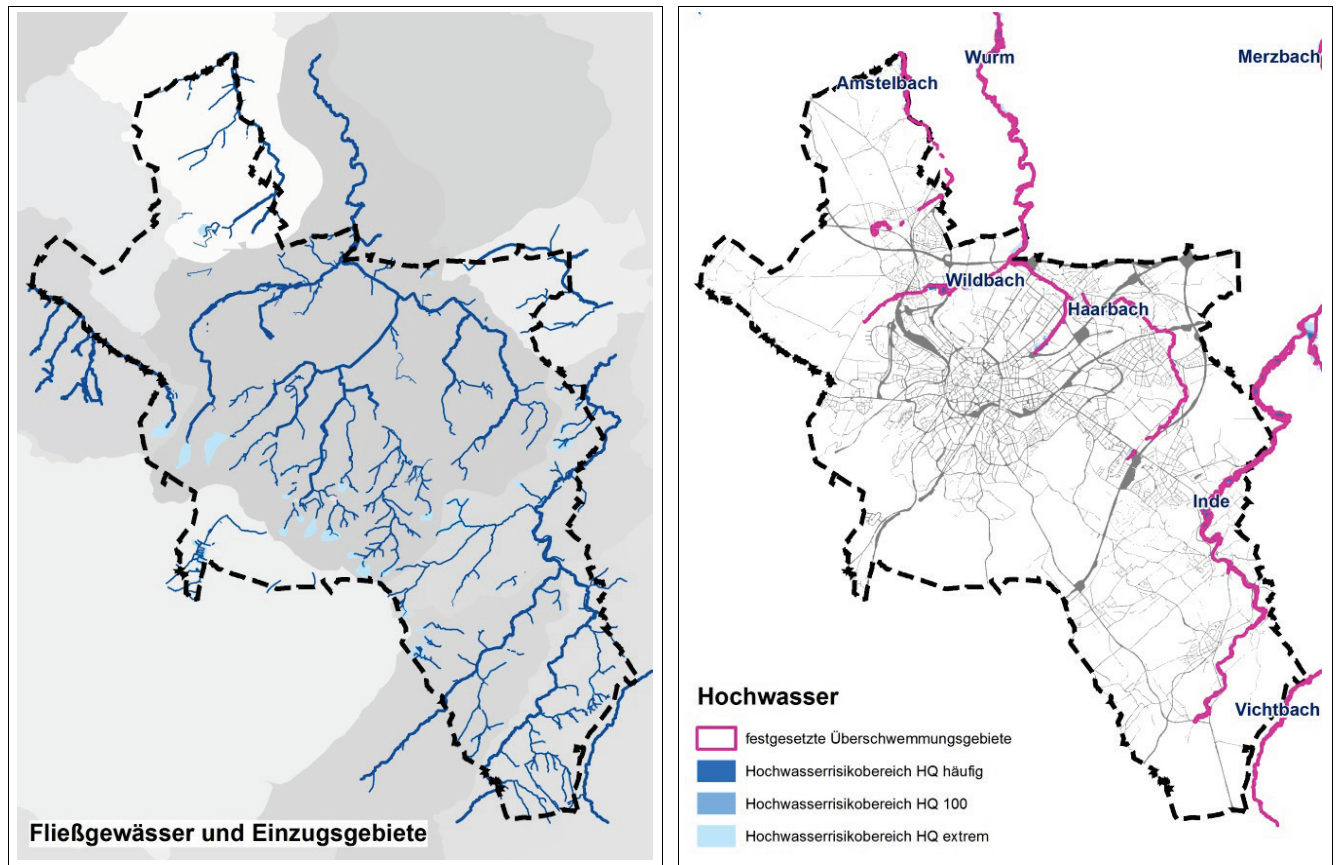 Fließgewässer und Einzugsgebiete
Wurm
Merzbach
Amstelbach
Wildbach
Haarbach
Inde
Vichtbach
Hochwasser
festgesetzte Überschwemmungsgebiete
Hochwasserrisikobereich HQ häufig
Hochwasserrisikobereich HQ 100
Hochwasserrisikobereich HQ extrem